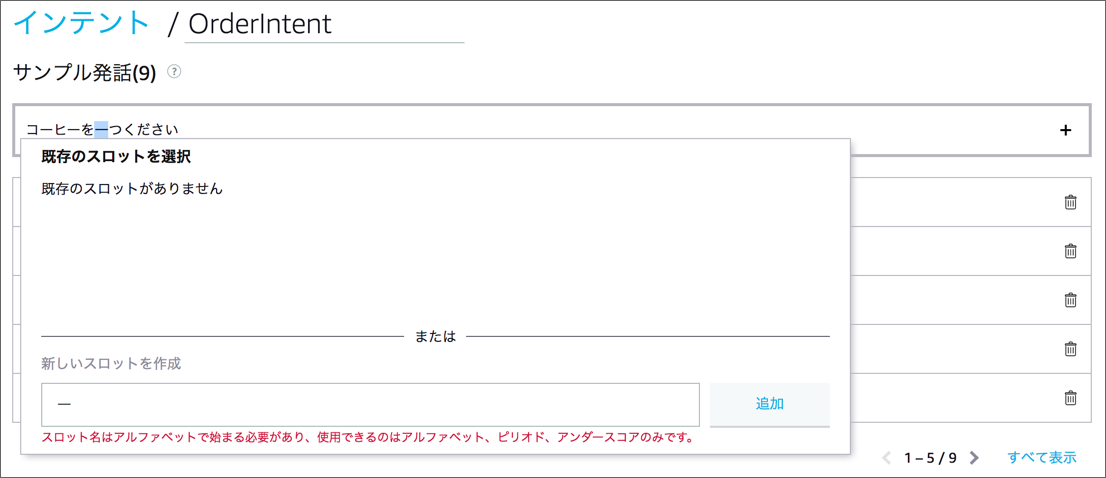 インテント / OrderIntent
サンプル発話(9) ?
コーヒーを一つください +
既存のスロットを選択
既存のスロットがありません
または
新しいスロットを作成
一
追加
スロット名はアルファベットで始まる必要があり、使用できるのはアルファベット、ピリオド、アンダースコアのみです。
1 – 5 / 9
すべて表示